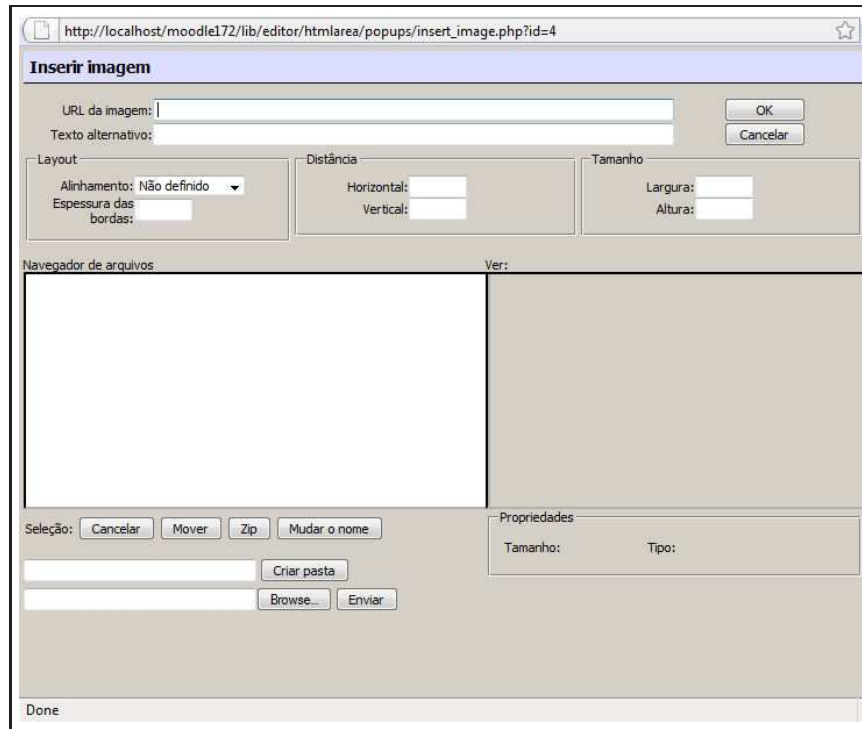 http://localhost/moodle172/lib/editor/htmlarea/popups/insert_image.php?id=4
Inserir imagem
URL da imagem:
OK
Texto alternativo:
Cancelar
Layout
Alinhamento: Não definido
Espessura das
bordas:
Distância
Horizontal:
Vertical:
Tamanho
Largura:
Altura:
Navegador de arquivos
Ver:
Seleção: Cancelar Mover Zip Mudar o nome
Propriedades
Tamanho: Tipo:
Criar pasta
Browse... Enviar
Done